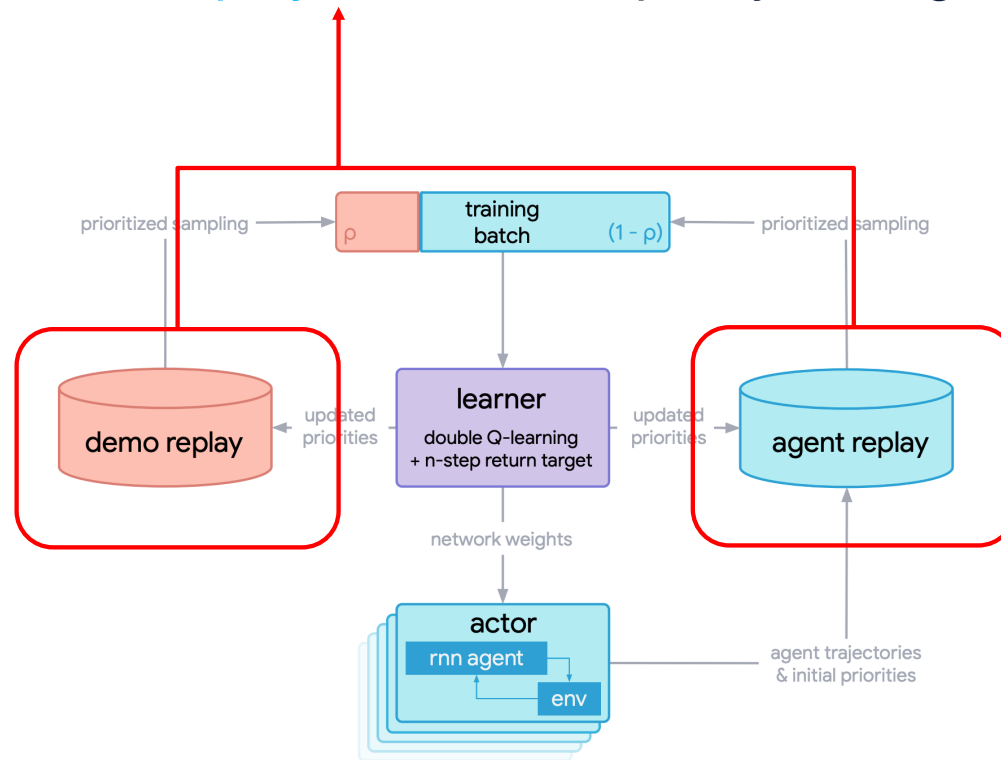 prioritized sampling
training
batch
ρ
(1 - ρ)
prioritized sampling
demo replay
updated
priorities
learner
double Q-learning
+ n-step return target
updated
priorities
agent replay
network weights
actor
rnn agent
env
agent trajectories
& initial priorities